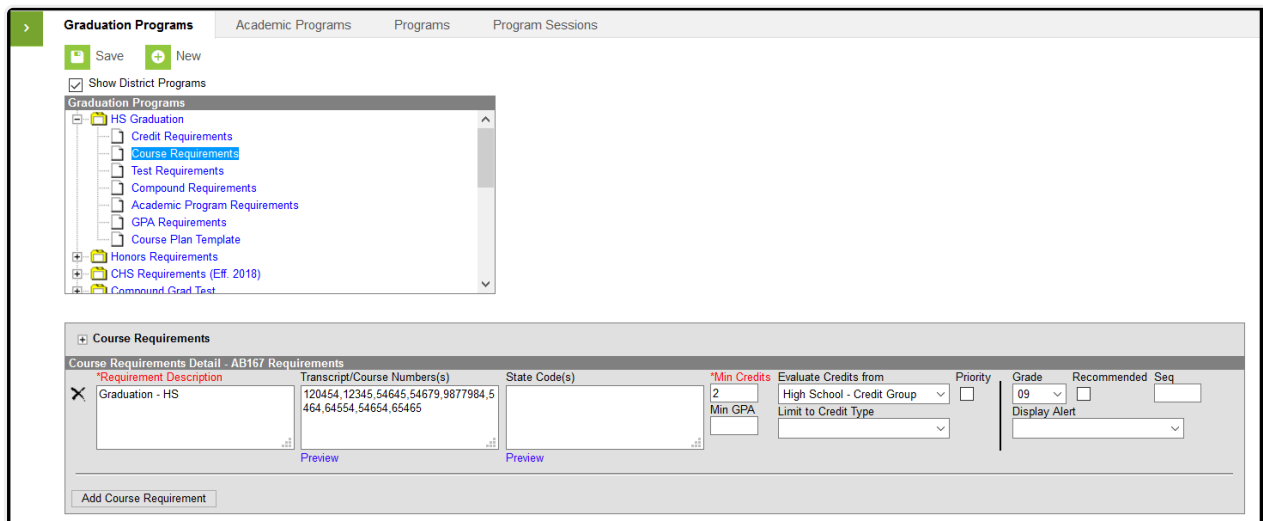 Graduation Programs Academic Programs Programs Program Sessions
Save New
Show District Programs
Graduation Programs
HS Graduation
Credit Requirements
Course Requirements
Test Requirements
Compound Requirements
Academic Program Requirements
GPA Requirements
Course Plan Template
Honors Requirements
CHS Requirements (Eff. 2018)
Compound Grad Test
Course Requirements
Course Requirements Detail - AB167 Requirements
*Requirement Description Transcript/Course Numbers(s) State Code(s) *Min Credits Evaluate Credits from Priority Grade Recommended Seq
Graduation - HS 120454,12345,54645,54679,9877984,5 2 High School - Credit Group 09
464,64554,54654,65465 Min GPA Limit to Credit Type Display Alert
Preview Preview
Add Course Requirement